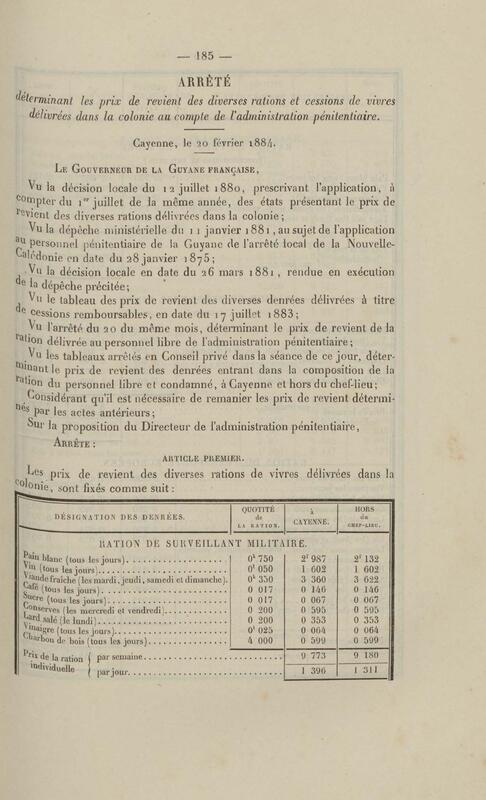 — 185 —
ARRÊTÉ
déterminant les prix de revient des diverses rations et cessions de vivres
délivrées dans la colonie au compte de l'administration pénitentiaire.
Cayenne, le 20 février 1884.
LE GOUVERNEUR DE LA GUYANE FRANÇAISE,
Vu la décision locale du 12 juillet 1880, prescrivant l'application, à
compter du 1er juillet de la même année, des états présentant le prix de
revient des diverses rations délivrées dans la colonie;
Vu la dépêche ministérielle du 11 janvier 1881, au sujet de l'application
au personnel pénitentiaire de la Guyane de l'arrêté local de la Nouvelle-
Calédonie en date du 28 janvier 1875;
Vu la décision locale en date du 26 mars 1881, rendue en exécution
de la dépêche précitée;
Vu le tableau des prix de revient des diverses denrées délivrées à titre
de cessions remboursables, en date du 17 juillet 1883;
Vu l'arrêté du 20 du même mois, déterminant le prix de revient de la
ration délivrée au personnel libre de l'administration pénitentiaire;
Vu les tableaux arrêtés en Conseil privé dans la séance de ce jour, déter-
minant le prix de revient des denrées entrant dans la composition de la
ration du personnel libre et condamné, à Cayenne et hors du chef-lieu;
Considérant qu'il est nécessaire de remanier les prix de revient détermi-
nés par les actes antérieurs;
Sur la proposition du Directeur de l'administration pénitentiaire,
ARRÊTE:
ARTICLE PREMIER.
Les prix de revient des diverses rations de vivres délivrées dans la
colonie, sont fixés comme suit:
DÉSIGNATION DES DENRÉES. QUOTITÉ de LA RATION. à CAYENNE. HORS du CHEF-LIEU.
RATION DE SURVEILLANT MILITAIRE.
Pain blanc (tous les jours) 0k 750 2f 987 2f 132
Vin (tous les jours) 0l 050 1 602 1 602
Viande fraîche (les mardi, jeudi, samedi et dimanche). 0k 350 3 360 3 622
Café (tous les jours) 0 017 0 146 0 146
Sucre (tous les jours) 0 017 0 067 0 067
Conserves (les mercredi et vendredi) 0 200 0 595 0 595
Lard salé (le lundi) 0 200 0 353 0 353
Vinaigre (tous les jours) 0l 025 0 064 0 064
Charbon de bois (tous les jours) 4 000 0 599 0 599
Prix de la ration individuelle { par semaine 9 773 9 180
par jour 1 396 1 311